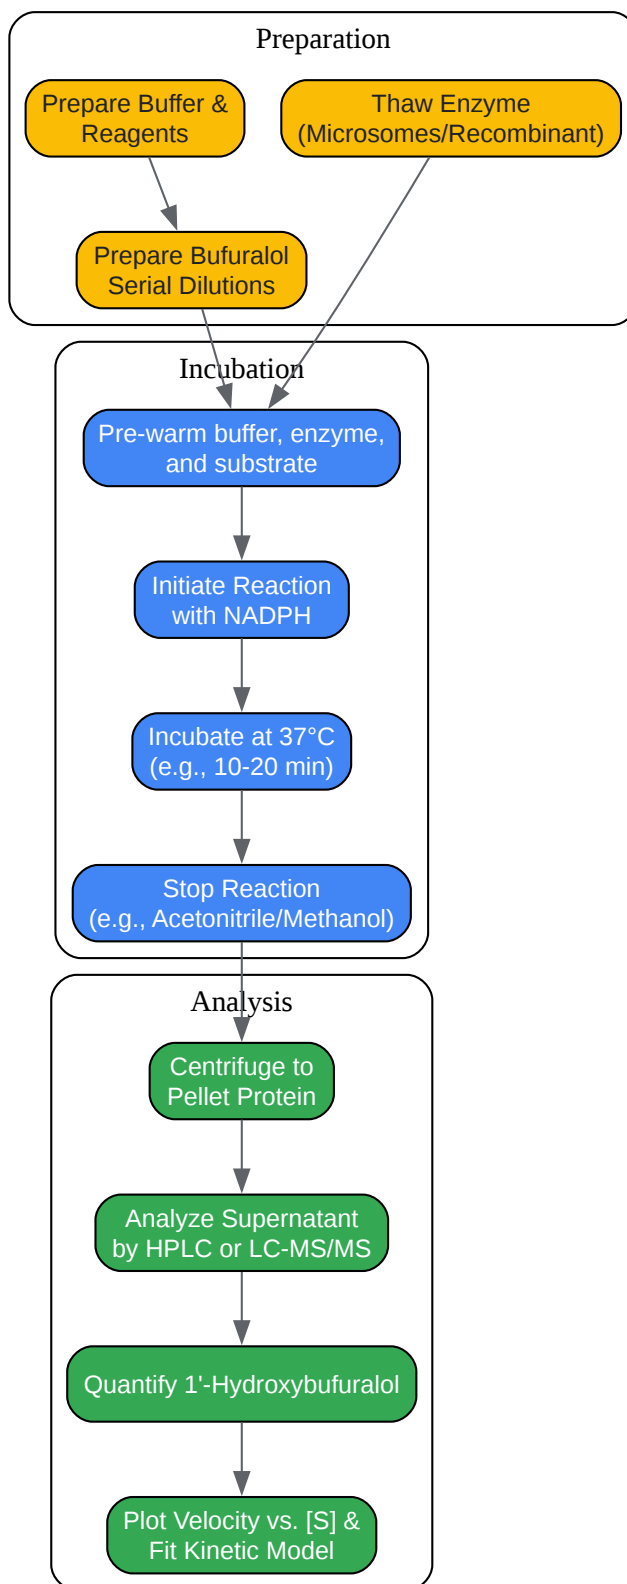 Preparation
Prepare Buffer &
Reagents
Thaw Enzyme
(Microsomes/Recombinant)
Prepare Bufuralol
Serial Dilutions
Incubation
Pre-warm buffer, enzyme,
and substrate
Initiate Reaction
with NADPH
Incubate at 37°C
(e.g., 10-20 min)
Stop Reaction
(e.g., Acetonitrile/Methanol)
Analysis
Centrifuge to
Pellet Protein
Analyze Supernatant
by HPLC or LC-MS/MS
Quantify 1'-Hydroxybufuralol
Plot Velocity vs. [S] &
Fit Kinetic Model